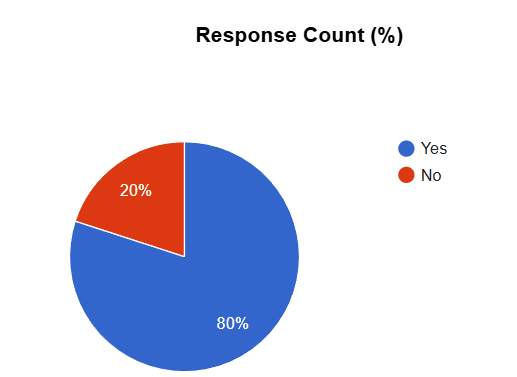 Response Count (%)
Yes
No
20%
80%